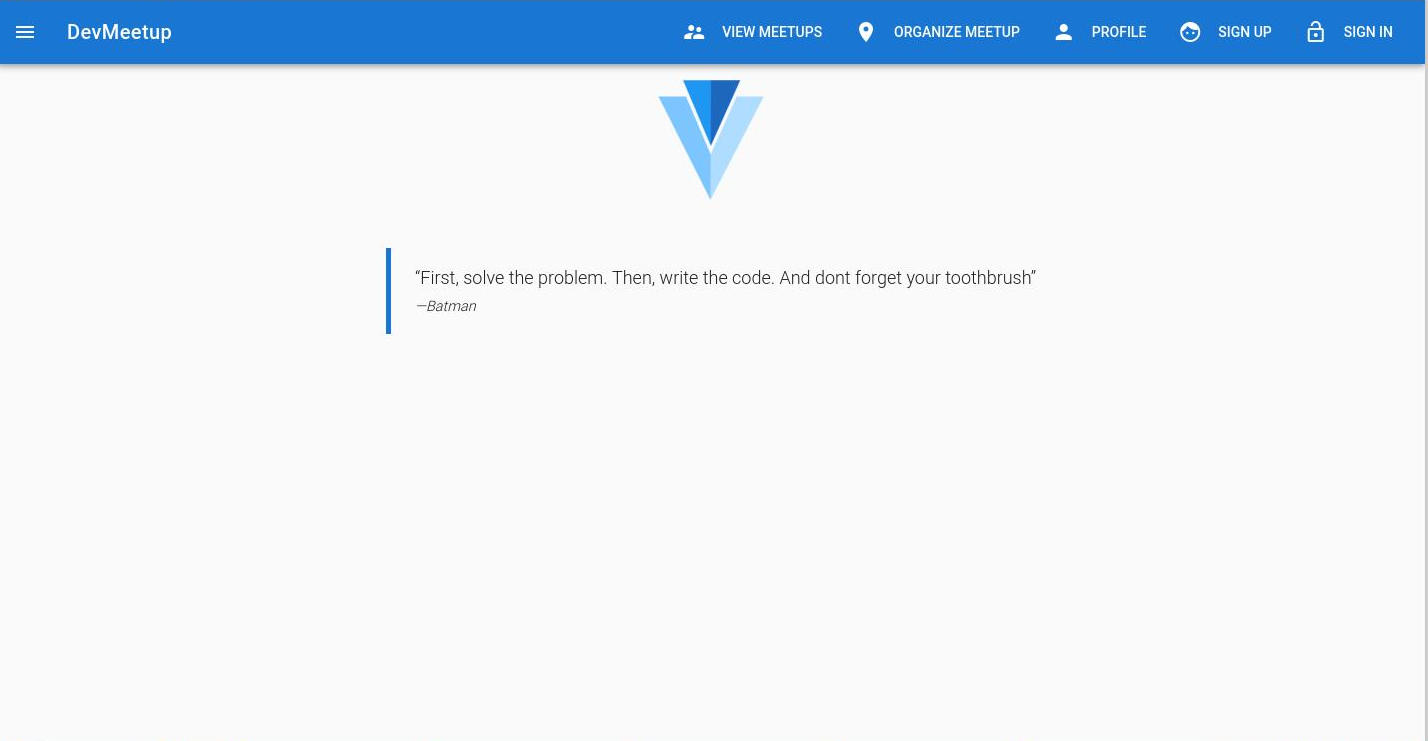 DevMeetup VIEW MEETUPS ORGANIZE MEETUP PROFILE SIGN UP SIGN IN
“First, solve the problem. Then, write the code. And dont forget your toothbrush”
—Batman